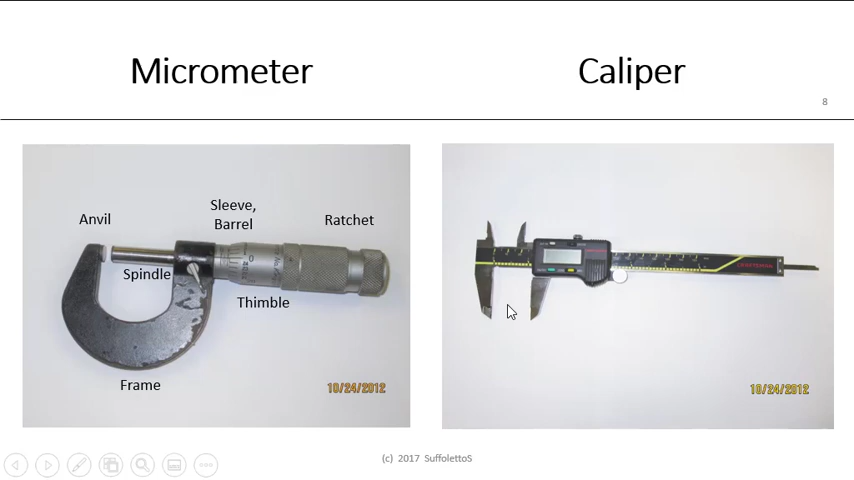 Micrometer
Caliper
8
Anvil
Sleeve,
Barrel
Ratchet
Spindle
Thimble
Frame
10/24/2012
10/24/2012
(c) 2017 SuffolettoS